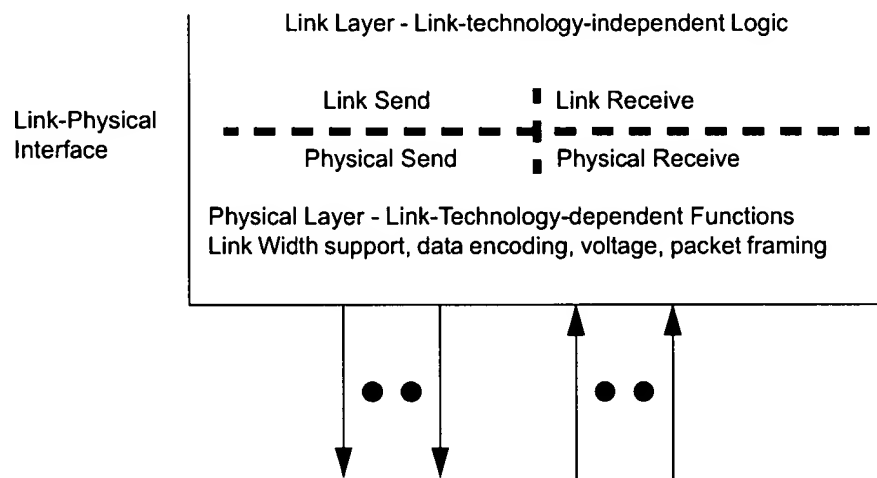 Link Layer - Link-technology-independent Logic
Link Send
Link Receive
Link-Physical
Interface
Physical Send
Physical Receive
Physical Layer - Link-Technology-dependent Functions
Link Width support, data encoding, voltage, packet framing